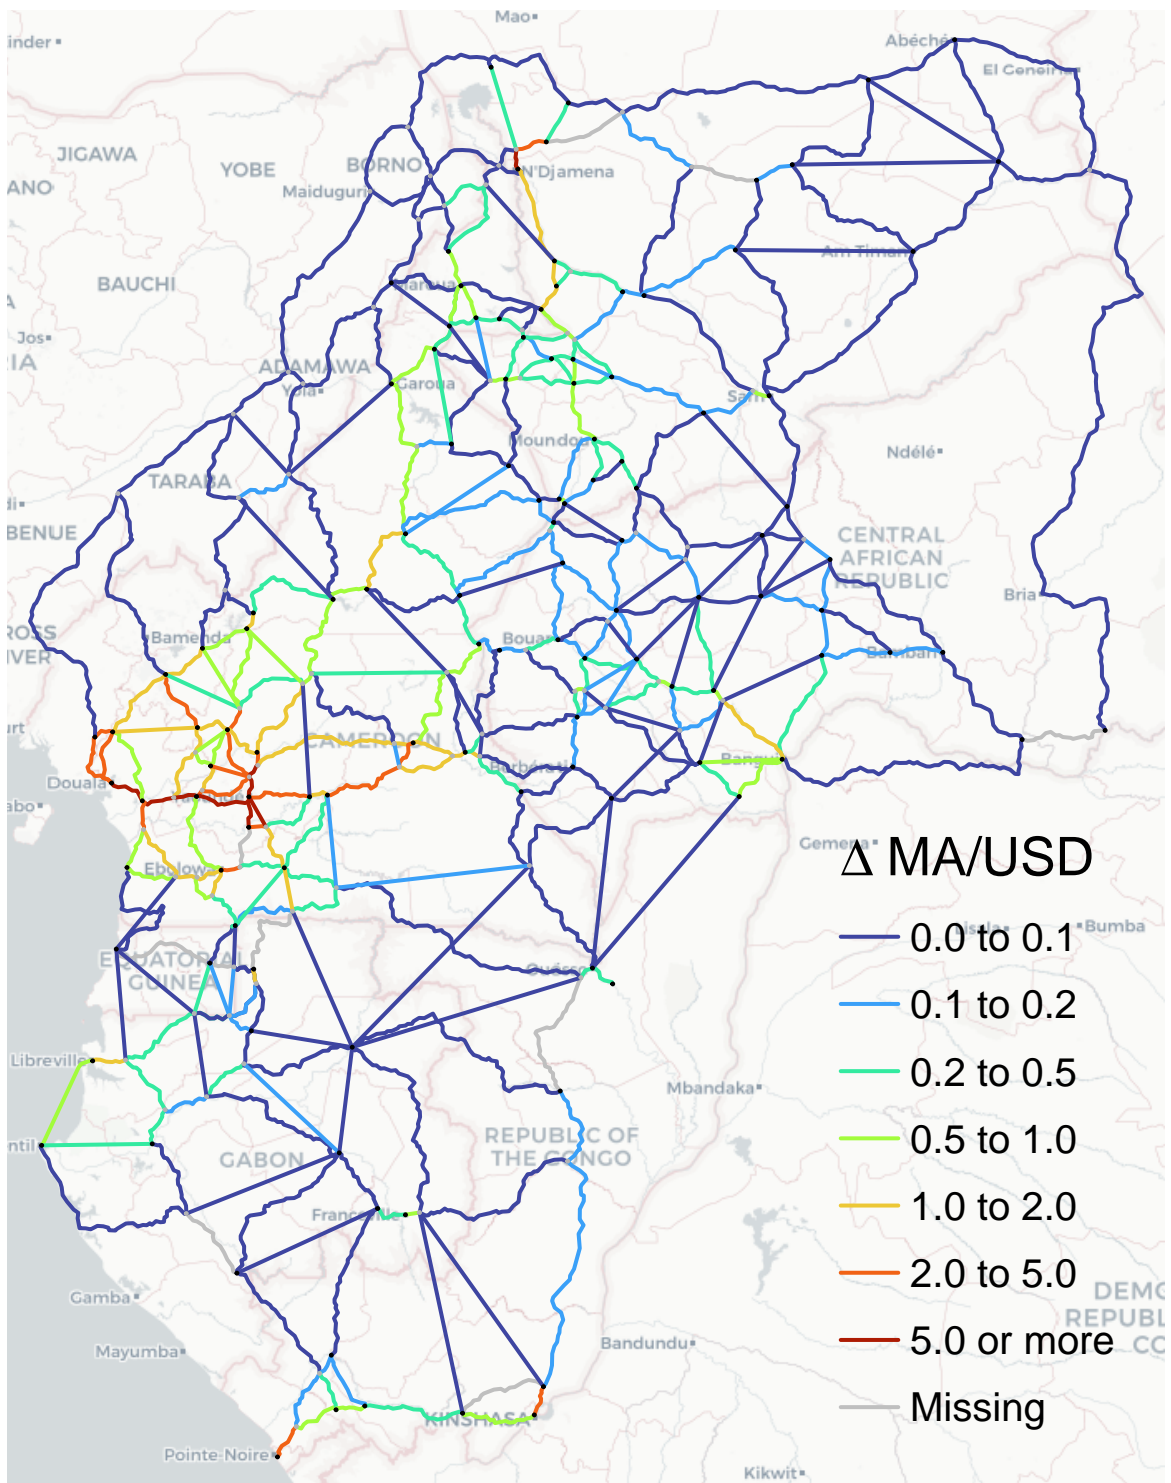 Mao
Abéché
El Geneina
JIGAWA
YOBE
BORNO
N'Djamena
Maiduguri
Am Timan
BAUCHI
Maroua
Jos
ADAMAWA
Yola
Garoua
Sarh
Moundou
Ndélé
TARABA
BENUE
CENTRAL
AFRICAN
REPUBLIC
Bria
Bamenda
Bouar
Bambari
CAMEROON
Bangui
Berbérati
Douala
Yaoundé
Gemena
Ebolowa
Δ MA/USD
Lisala
Bumba
0.0 to 0.1
EQUATORIAL
GUINEA
Ouésso
0.1 to 0.2
Libreville
0.2 to 0.5
Mbandaka
0.5 to 1.0
REPUBLIC OF
THE CONGO
GABON
1.0 to 2.0
Franceville
2.0 to 5.0
Gamba
Bandundu
5.0 or more
Mayumba
KINSHASA
Missing
Pointe-Noire
Kikwit